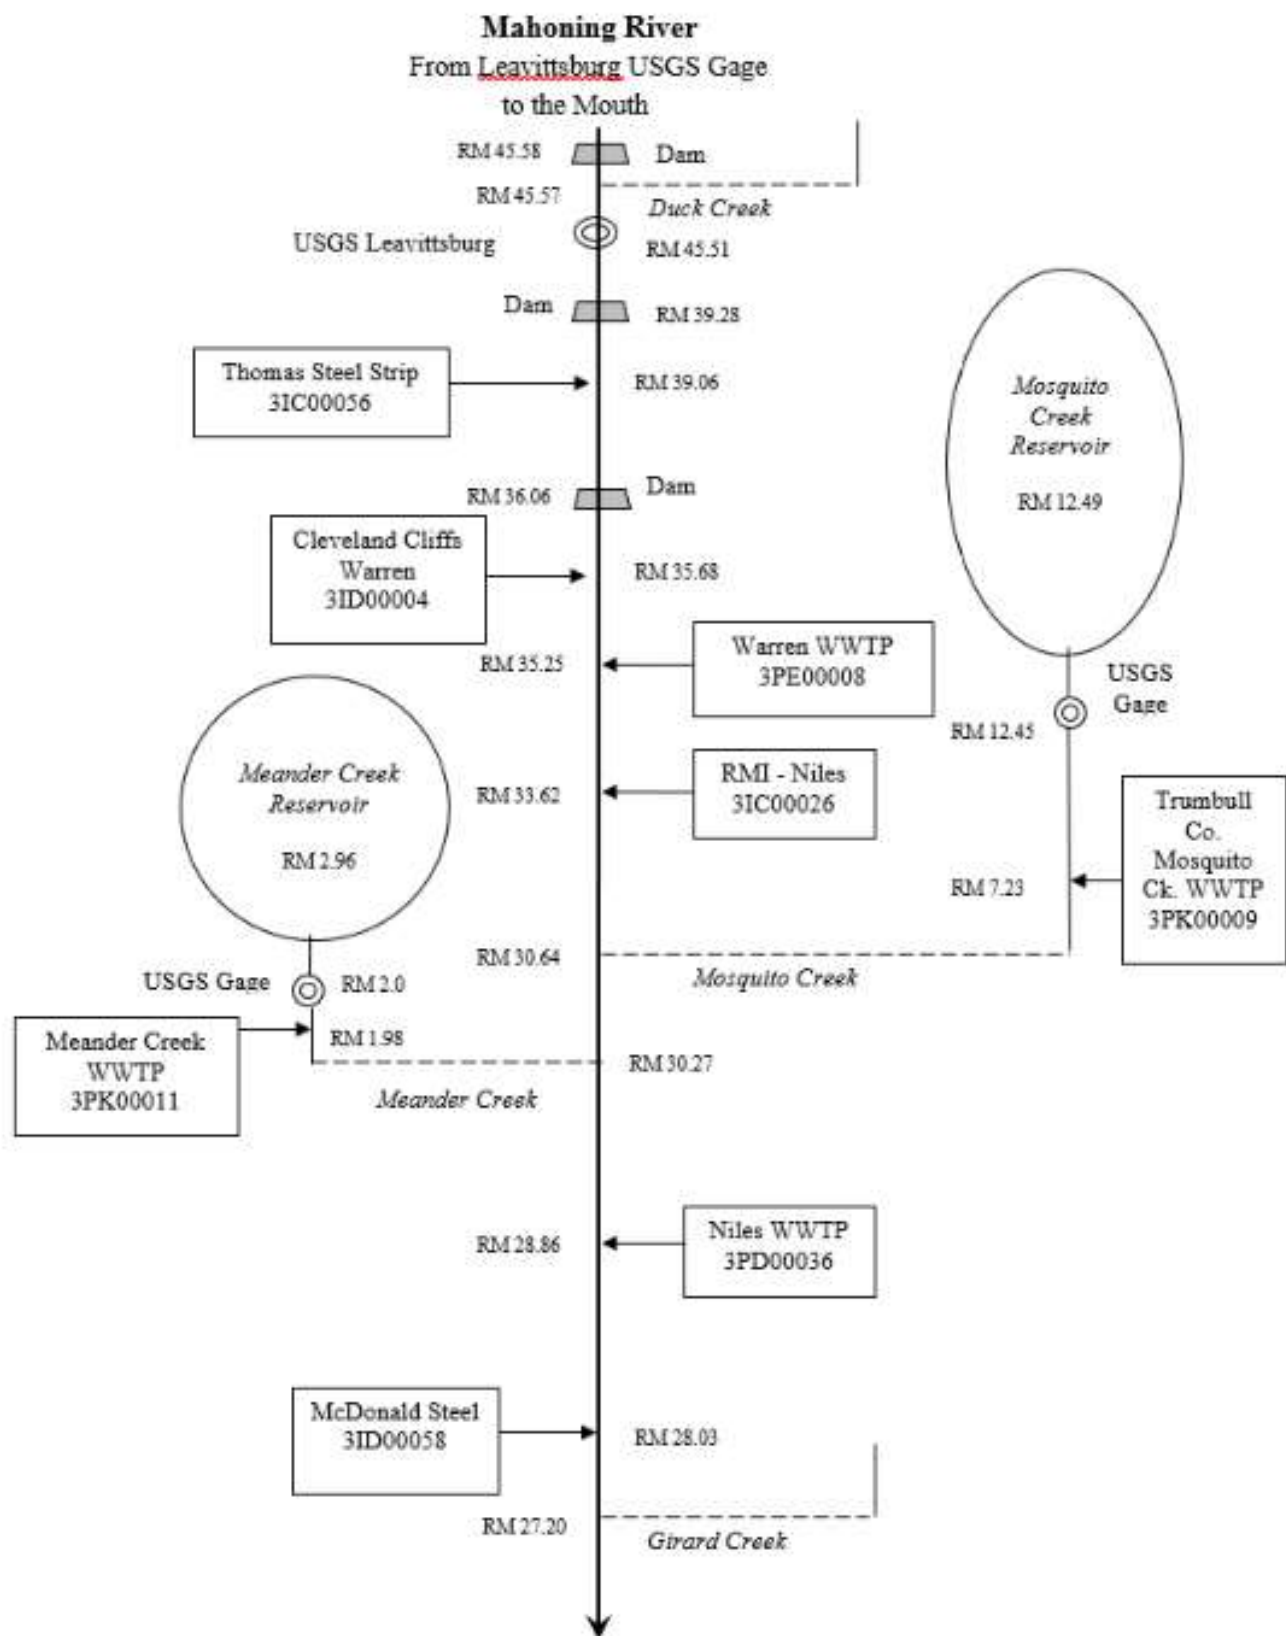 Mahoning River
From Leavittsburg USGS Gage
to the Mouth
RM 45.58
Dam
RM 45.57
Duck Creek
USGS Leavittsburg
RM 45.51
Dam
RM 39.28
Thomas Steel Strip
3IC00056
RM 39.06
Mosquito
Creek
Reservoir
RM 12.49
RM 36.06
Dam
Cleveland Cliffs
Warren
3ID00004
RM 35.68
RM 35.25
Warren WWTP
3PE00008
USGS
Gage
RM 12.45
Meander Creek
Reservoir
RM 2.96
RM 33.62
RMI - Niles
3IC00026
Trumbull
Co.
Mosquito
Ck. WWTP
3PK00009
RM 7.23
RM 30.64
Mosquito Creek
USGS Gage
RM 2.0
Meander Creek
WWTP
3PK00011
RM 1.98
RM 30.27
Meander Creek
RM 28.86
Niles WWTP
3PD00036
McDonald Steel
3ID00058
RM 28.03
RM 27.20
Girard Creek